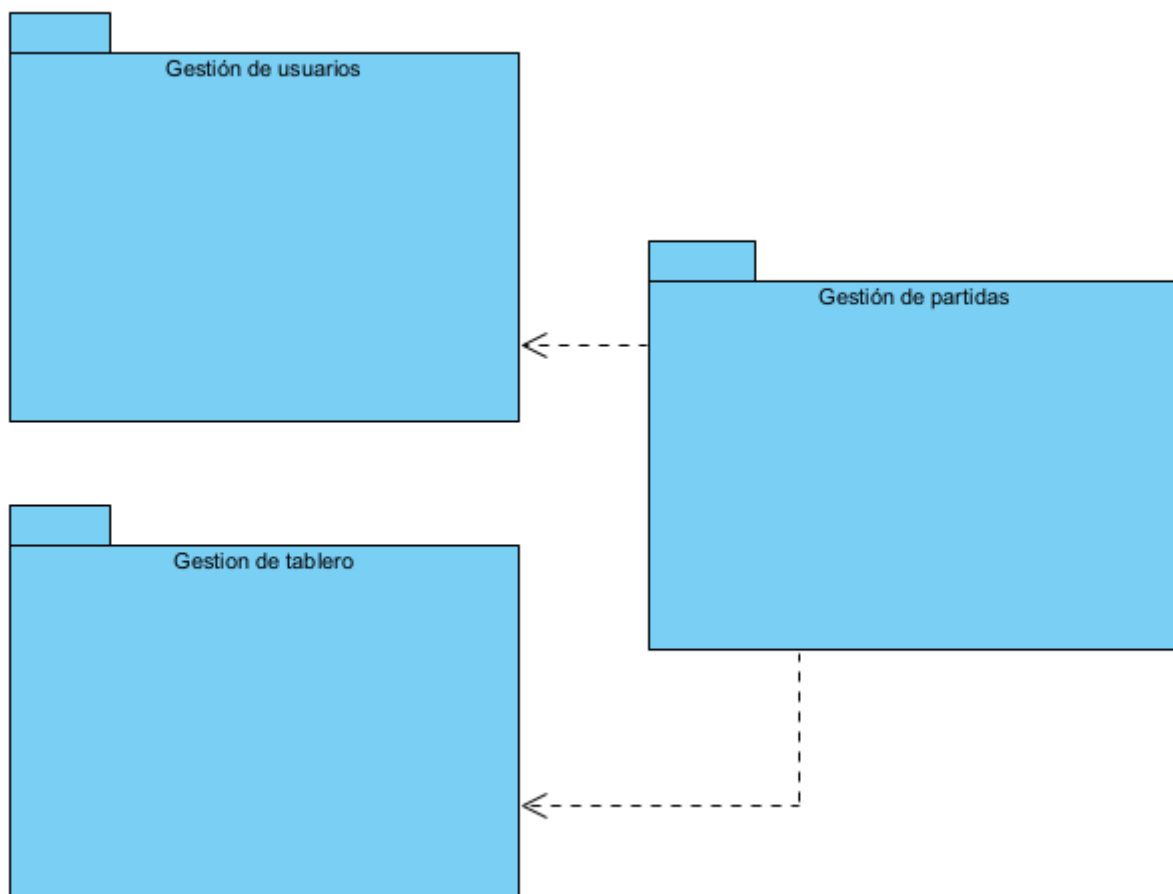 Gestión de usuarios
Gestión de partidas
Gestion de tablero